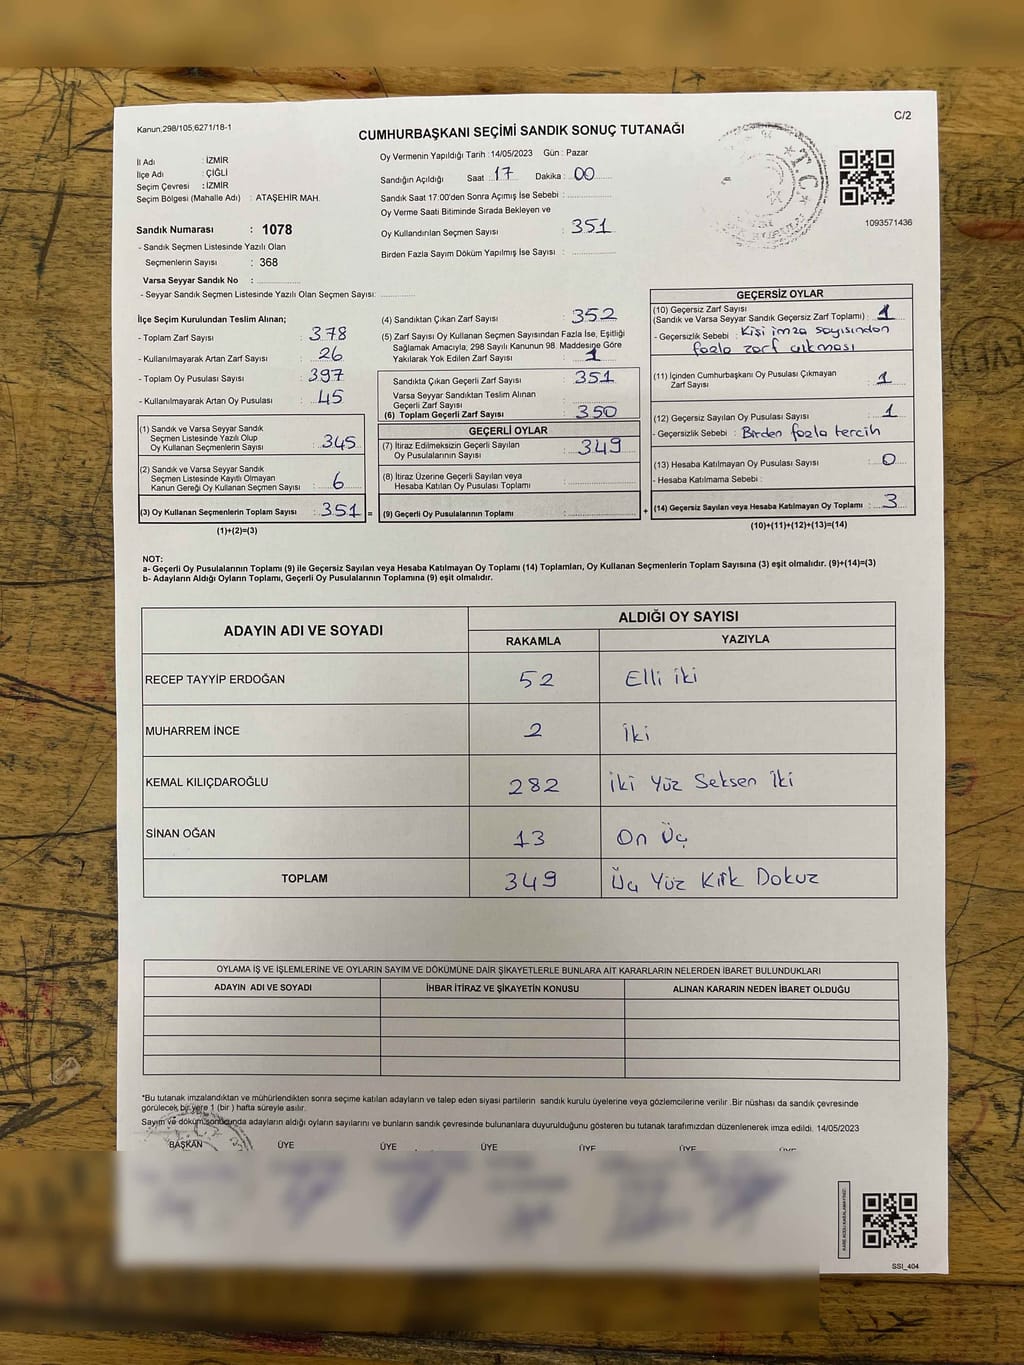 Kanun,298/105;6271/18-1
C/2
CUMHURBAŞKANI SEÇİMİ SANDIK SONUÇ TUTANAĞI
İl Adı : İZMİR
İlçe Adı : ÇİĞLİ
Seçim Çevresi : İZMİR
Seçim Bölgesi (Mahalle Adı) : ATAŞEHİR MAH.
Oy Vermenin Yapıldığı Tarih :14/05/2023 Gün : Pazar
Sandığın Açıldığı Saat 17 Dakika : 00
Sandık Saat 17:00'den Sonra Açımış İse Sebebi :
Oy Verme Saati Bitiminde Sırada Bekleyen ve
Oy Kullandırılan Seçmen Sayısı : 351
Birden Fazla Sayım Döküm Yapılmış İse Sayısı :
T.C.
1093571436
Sandık Numarası : 1078
- Sandık Seçmen Listesinde Yazılı Olan
Seçmenlerin Sayısı : 368
Varsa Seyyar Sandık No :
- Seyyar Sandık Seçmen Listesinde Yazılı Olan Seçmen Sayısı:
İlçe Seçim Kurulundan Teslim Alınan;
- Toplam Zarf Sayısı : 378
- Kullanılmayarak Artan Zarf Sayısı : 26
- Toplam Oy Pusulası Sayısı : 397
- Kullanılmayarak Artan Oy Pusulası : 45
(1) Sandık ve Varsa Seyyar Sandık
Seçmen Listesinde Yazılı Olup
Oy Kullanan Seçmenlerin Sayısı : 345
(2) Sandık ve Varsa Seyyar Sandık
Seçmen Listesinde Kayıtlı Olmayan
Kanun Gereği Oy Kullanan Seçmen Sayısı : 6
(3) Oy Kullanan Seçmenlerin Toplam Sayısı : 351 =
(1)+(2)=(3)
(4) Sandıktan Çıkan Zarf Sayısı : 352
(5) Zarf Sayısı Oy Kullanan Seçmen Sayısından Fazla İse, Eşitliği
Sağlamak Amacıyla, 298 Sayılı Kanunun 98. Maddesine Göre
Yakılarak Yok Edilen Zarf Sayısı : 1
Sandıkta Çıkan Geçerli Zarf Sayısı : 351
Varsa Seyyar Sandıktan Teslim Alınan
Geçerli Zarf Sayısı :
(6) Toplam Geçerli Zarf Sayısı : 350
GEÇERLİ OYLAR
(7) İtiraz Edilmeksizin Geçerli Sayılan
Oy Pusulalarının Sayısı : 349
(8) İtiraz Üzerine Geçerli Sayılan veya
Hesaba Katılan Oy Pusulası Toplamı :
(9) Geçerli Oy Pusulalarının Toplamı : +
GEÇERSİZ OYLAR
(10) Geçersiz Zarf Sayısı
(Sandık ve Varsa Seyyar Sandık Geçersiz Zarf Toplamı) : 1
- Geçersizlik Sebebi : Kişi imza sayısından
fazla zarf çıkması
(11) İçinden Cumhurbaşkanı Oy Pusulası Çıkmayan
Zarf Sayısı : 1
(12) Geçersiz Sayılan Oy Pusulası Sayısı : 1
- Geçersizlik Sebebi : Birden fazla tercih
(13) Hesaba Katılmayan Oy Pusulası Sayısı : 0
- Hesaba Katılmama Sebebi :
(14) Geçersiz Sayılan veya Hesaba Katılmayan Oy Toplamı : 3
(10)+(11)+(12)+(13)=(14)
NOT:
a- Geçerli Oy Pusulalarının Toplamı (9) ile Geçersiz Sayılan veya Hesaba Katılmayan Oy Toplamı (14) Toplamları, Oy Kullanan Seçmenlerin Toplam Sayısına (3) eşit olmalıdır. (9)+(14)=(3)
b- Adayların Aldığı Oyların Toplamı, Geçerli Oy Pusulalarının Toplamına (9) eşit olmalıdır.
ADAYIN ADI VE SOYADI
ALDIĞI OY SAYISI
RAKAMLA YAZIYLA
RECEP TAYYİP ERDOĞAN 52 Elli iki
MUHARREM İNCE 2 İki
KEMAL KILIÇDAROĞLU 282 İki Yüz Seksen İki
SİNAN OĞAN 13 On Üç
TOPLAM 349 Üç Yüz Kırk Dokuz
OYLAMA İŞ VE İŞLEMLERİNE VE OYLARIN SAYIM VE DÖKÜMÜNE DAİR ŞİKAYETLERLE BUNLARA AİT KARARLARIN NELERDEN İBARET BULUNDUKLARI
ADAYIN ADI VE SOYADI İHBAR İTİRAZ VE ŞİKAYETİN KONUSU ALINAN KARARIN NEDEN İBARET OLDUĞU
*Bu tutanak imzalandıktan ve mühürlendikten sonra seçime katılan adayların ve talep eden siyasi partilerin sandık kurulu üyelerine veya gözlemcilerine verilir .Bir nüshası da sandık çevresinde
görülecek bir yere 1 (bir ) hafta süreyle asılır.
Sayım ve döküm sonucunda adayların aldığı oyların sayılarını ve bunların sandık çevresinde bulunanlara duyurulduğunu gösteren bu tutanak tarafımızdan düzenlenerek imza edildi. 14/05/2023
BAŞKAN ÜYE ÜYE ÜYE ÜYE ÜYE ÜYE
SSI_404